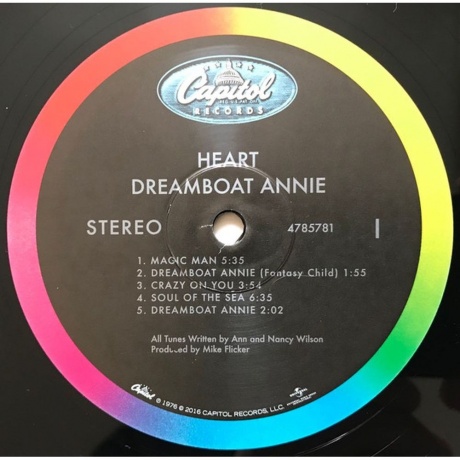 Capitol
RECORDS
HEART
DREAMBOAT ANNIE
STEREO
4785781
I
1. MAGIC MAN 5:35
2. DREAMBOAT ANNIE (Fantasy Child) 1:55
3. CRAZY ON YOU 3:54
4. SOUL OF THE SEA 6:35
5. DREAMBOAT ANNIE 2:02
All Tunes Written by Ann and Nancy Wilson
Produced by Mike Flicker
Capitol ℗ 1976 © 2016 CAPITOL RECORDS, LLC.